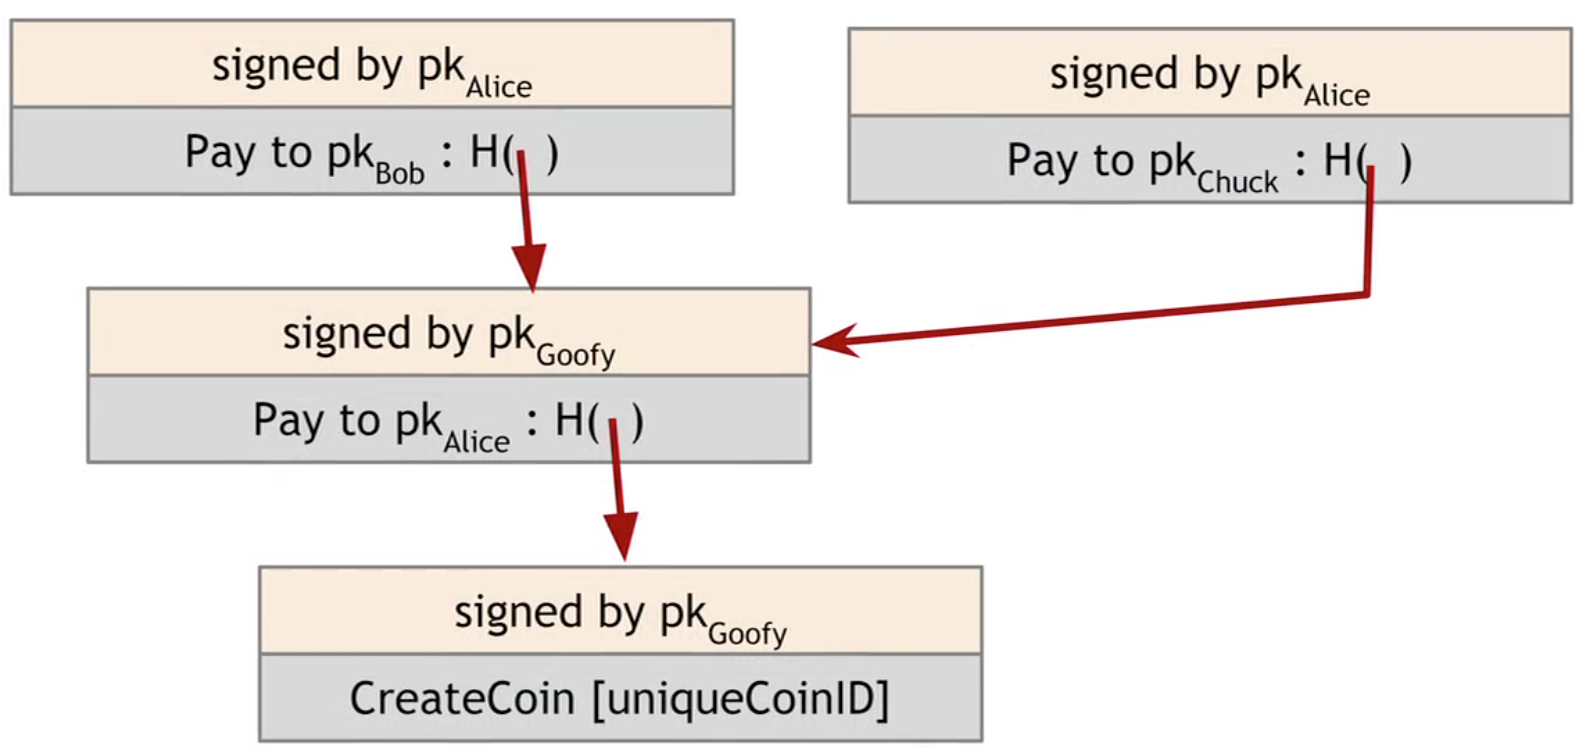 signed by pkAlice
Pay to pkBob : H( )
signed by pkAlice
Pay to pkChuck : H( )
signed by pkGoofy
Pay to pkAlice : H( )
signed by pkGoofy
CreateCoin [uniqueCoinID]